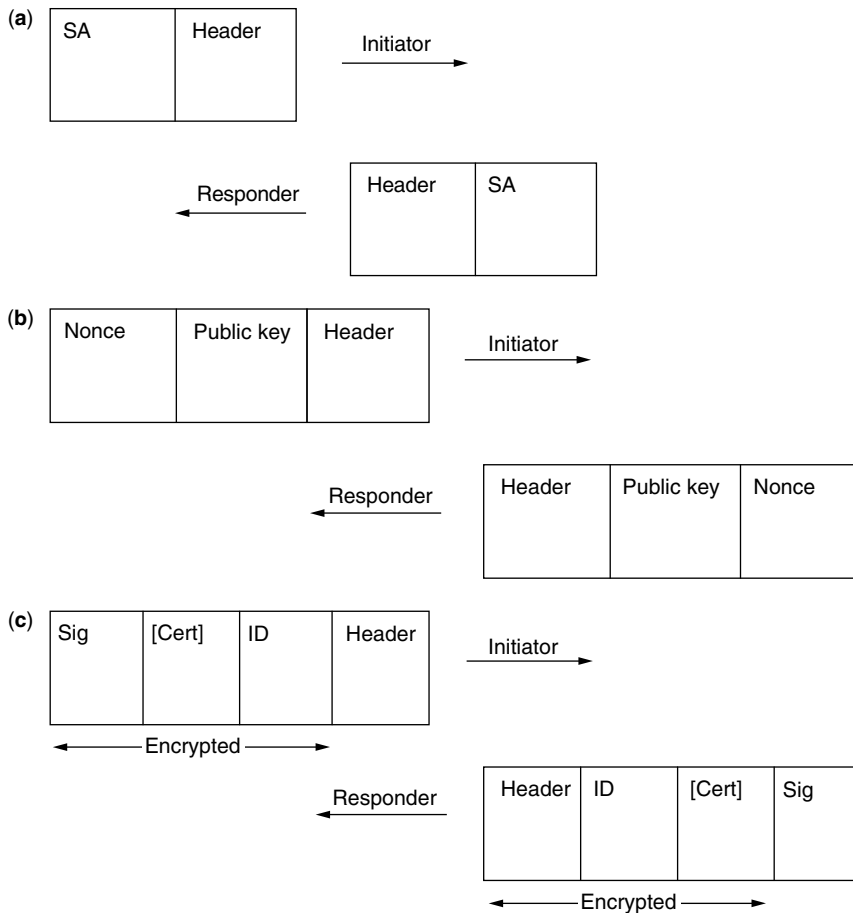 (a)
SA Header
Initiator
Responder
Header SA
(b)
Nonce Public key Header
Initiator
Responder
Header Public key Nonce
(c)
Sig [Cert] ID Header
Initiator
Encrypted
Responder
Header ID [Cert] Sig
Encrypted